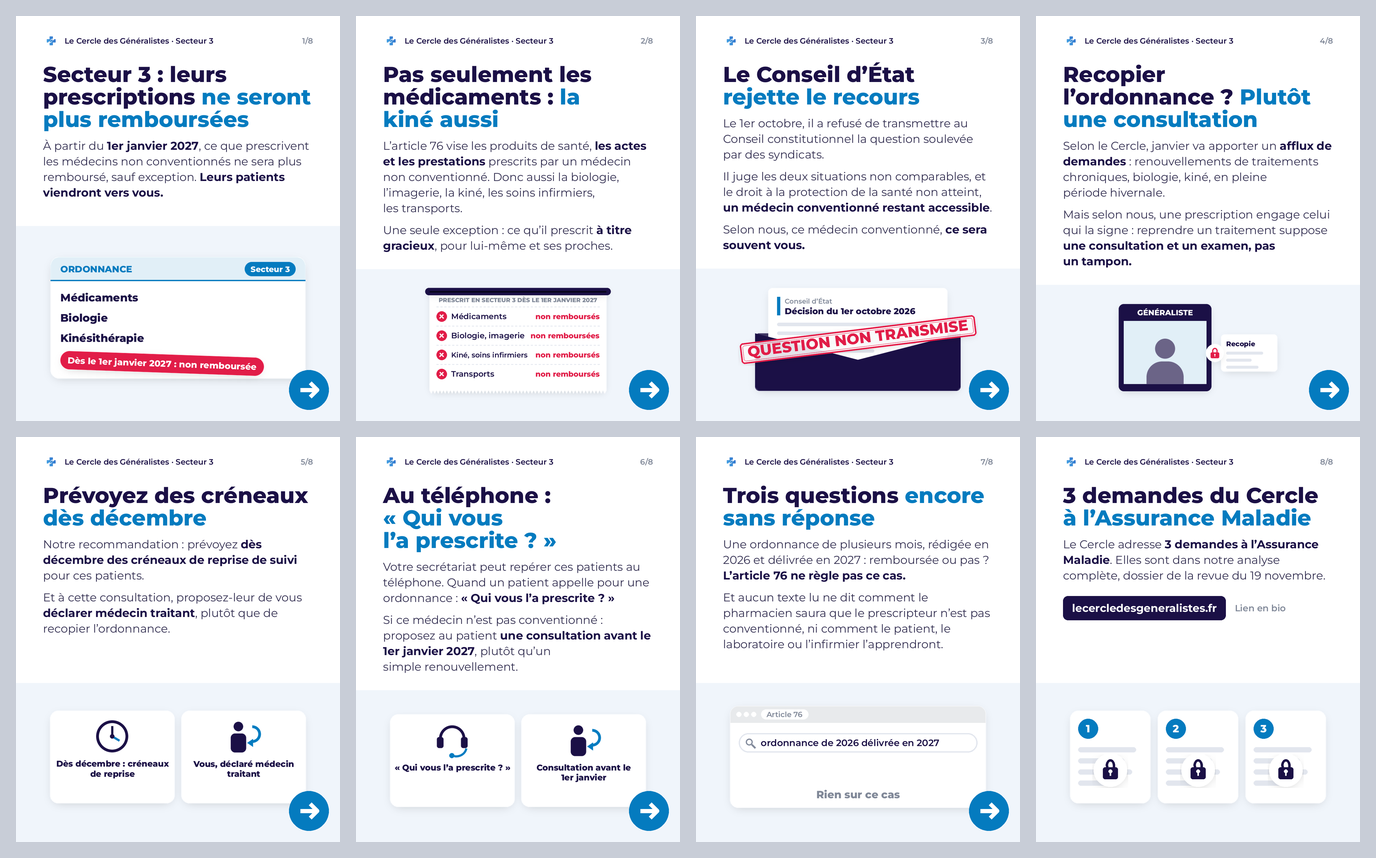 Le Cercle des Généralistes · Secteur 3
1/8
Secteur 3 : leurs
prescriptions ne seront
plus remboursées
À partir du 1er janvier 2027, ce que prescrivent
les médecins non conventionnés ne sera plus
remboursé, sauf exception. Leurs patients
viendront vers vous.
ORDONNANCE
Secteur 3
Médicaments
Biologie
Kinésithérapie
Dès le 1er janvier 2027 : non remboursée
Le Cercle des Généralistes · Secteur 3
2/8
Pas seulement les
médicaments : la
kiné aussi
L’article 76 vise les produits de santé, les actes
et les prestations prescrits par un médecin
non conventionné. Donc aussi la biologie,
l’imagerie, la kiné, les soins infirmiers,
les transports.
Une seule exception : ce qu’il prescrit à titre
gracieux, pour lui-même et ses proches.
PRESCRIT EN SECTEUR 3 DÈS LE 1ER JANVIER 2027
Médicaments non remboursés
Biologie, imagerie non remboursés
Kiné, soins infirmiers non remboursés
Transports non remboursés
Le Cercle des Généralistes · Secteur 3
3/8
Le Conseil d’État
rejette le recours
Le 1er octobre, il a refusé de transmettre au
Conseil constitutionnel la question soulevée
par des syndicats.
Il juge les deux situations non comparables, et
le droit à la protection de la santé non atteint,
un médecin conventionné restant accessible.
Selon nous, ce médecin conventionné, ce sera
souvent vous.
Conseil d’État
Décision du 1er octobre 2026
QUESTION NON TRANSMISE
Le Cercle des Généralistes · Secteur 3
4/8
Recopier
l’ordonnance ? Plutôt
une consultation
Selon le Cercle, janvier va apporter un afflux de
demandes : renouvellements de traitements
chroniques, biologie, kiné, en pleine
période hivernale.
Mais selon nous, une prescription engage celui
qui la signe : reprendre un traitement suppose
une consultation et un examen, pas
un tampon.
GÉNÉRALISTE
Recopie
Le Cercle des Généralistes · Secteur 3
5/8
Prévoyez des créneaux
dès décembre
Notre recommandation : prévoyez dès
décembre des créneaux de reprise de suivi
pour ces patients.
Et à cette consultation, proposez-leur de vous
déclarer médecin traitant, plutôt que de
recopier l’ordonnance.
Dès décembre : créneaux
de reprise
Vous, déclaré médecin
traitant
Le Cercle des Généralistes · Secteur 3
6/8
Au téléphone :
« Qui vous
l’a prescrite ? »
Votre secrétariat peut repérer ces patients au
téléphone. Quand un patient appelle pour une
ordonnance : « Qui vous l’a prescrite ? »
Si ce médecin n’est pas conventionné :
proposez au patient une consultation avant le
1er janvier 2027, plutôt qu’un
simple renouvellement.
« Qui vous l’a prescrite ? »
Consultation avant le
1er janvier
Le Cercle des Généralistes · Secteur 3
7/8
Trois questions encore
sans réponse
Une ordonnance de plusieurs mois, rédigée en
2026 et délivrée en 2027 : remboursée ou pas ?
L’article 76 ne règle pas ce cas.
Et aucun texte lu ne dit comment le
pharmacien saura que le prescripteur n’est pas
conventionné, ni comment le patient, le
laboratoire ou l’infirmier l’apprendront.
Article 76
ordonnance de 2026 délivrée en 2027
Rien sur ce cas
Le Cercle des Généralistes · Secteur 3
8/8
3 demandes du Cercle
à l’Assurance Maladie
Le Cercle adresse 3 demandes à l’Assurance
Maladie. Elles sont dans notre analyse
complète, dossier de la revue du 19 novembre.
lecercledesgeneralistes.fr
Lien en bio
1
2
3